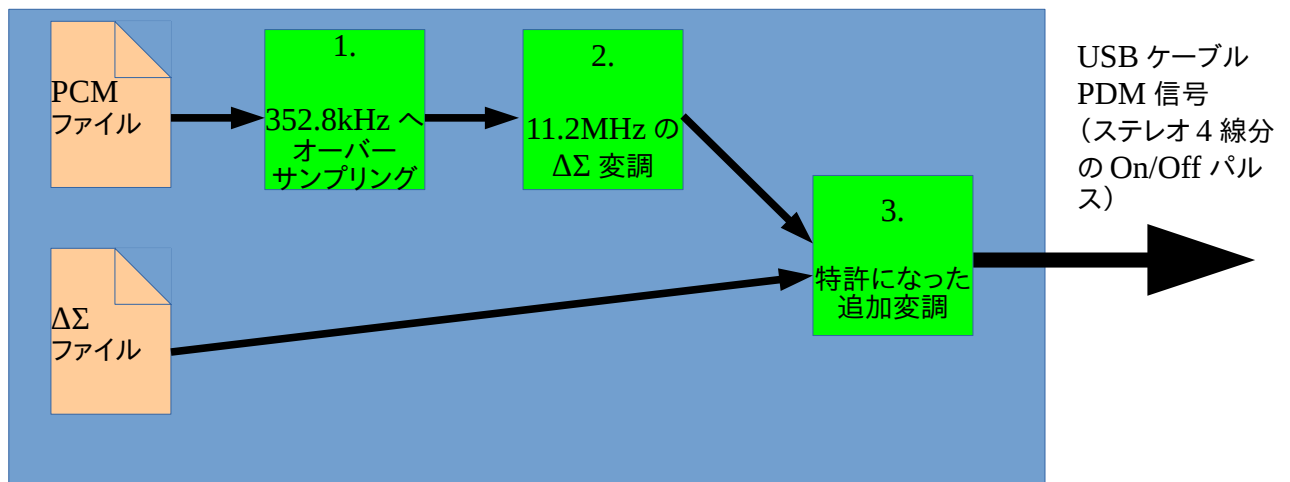 PCM
ファイル
1.
352.8kHz へ
オーバー
サンプリング
2.
11.2MHz の
ΔΣ 変調
ΔΣ
ファイル
3.
特許になった
追加変調
USB ケーブル
PDM 信号
（ステレオ 4 線分
の On/Off パル
ス）